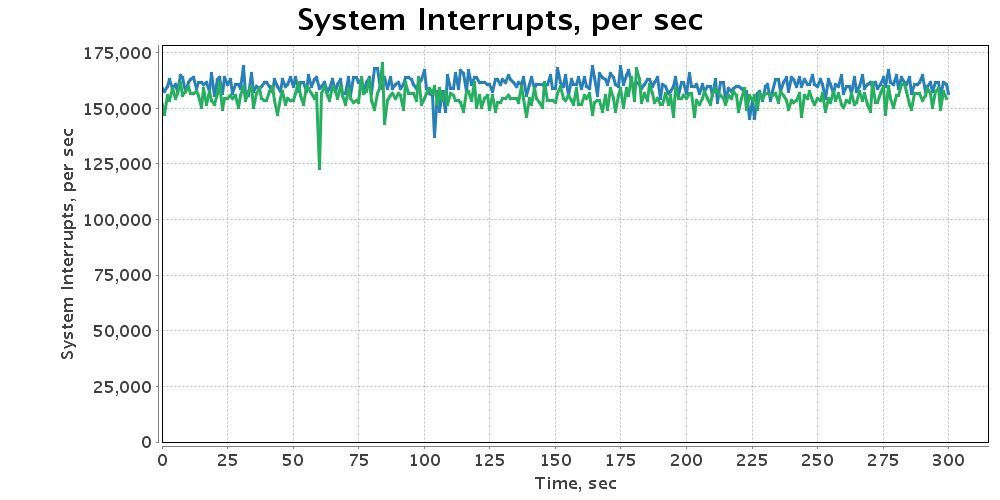 System Interrupts, per sec
175,000
150,000
125,000
100,000
75,000
50,000
25,000
0
System Interrupts, per sec
0 25 50 75 100 125 150 175 200 225 250 275 300
Time, sec